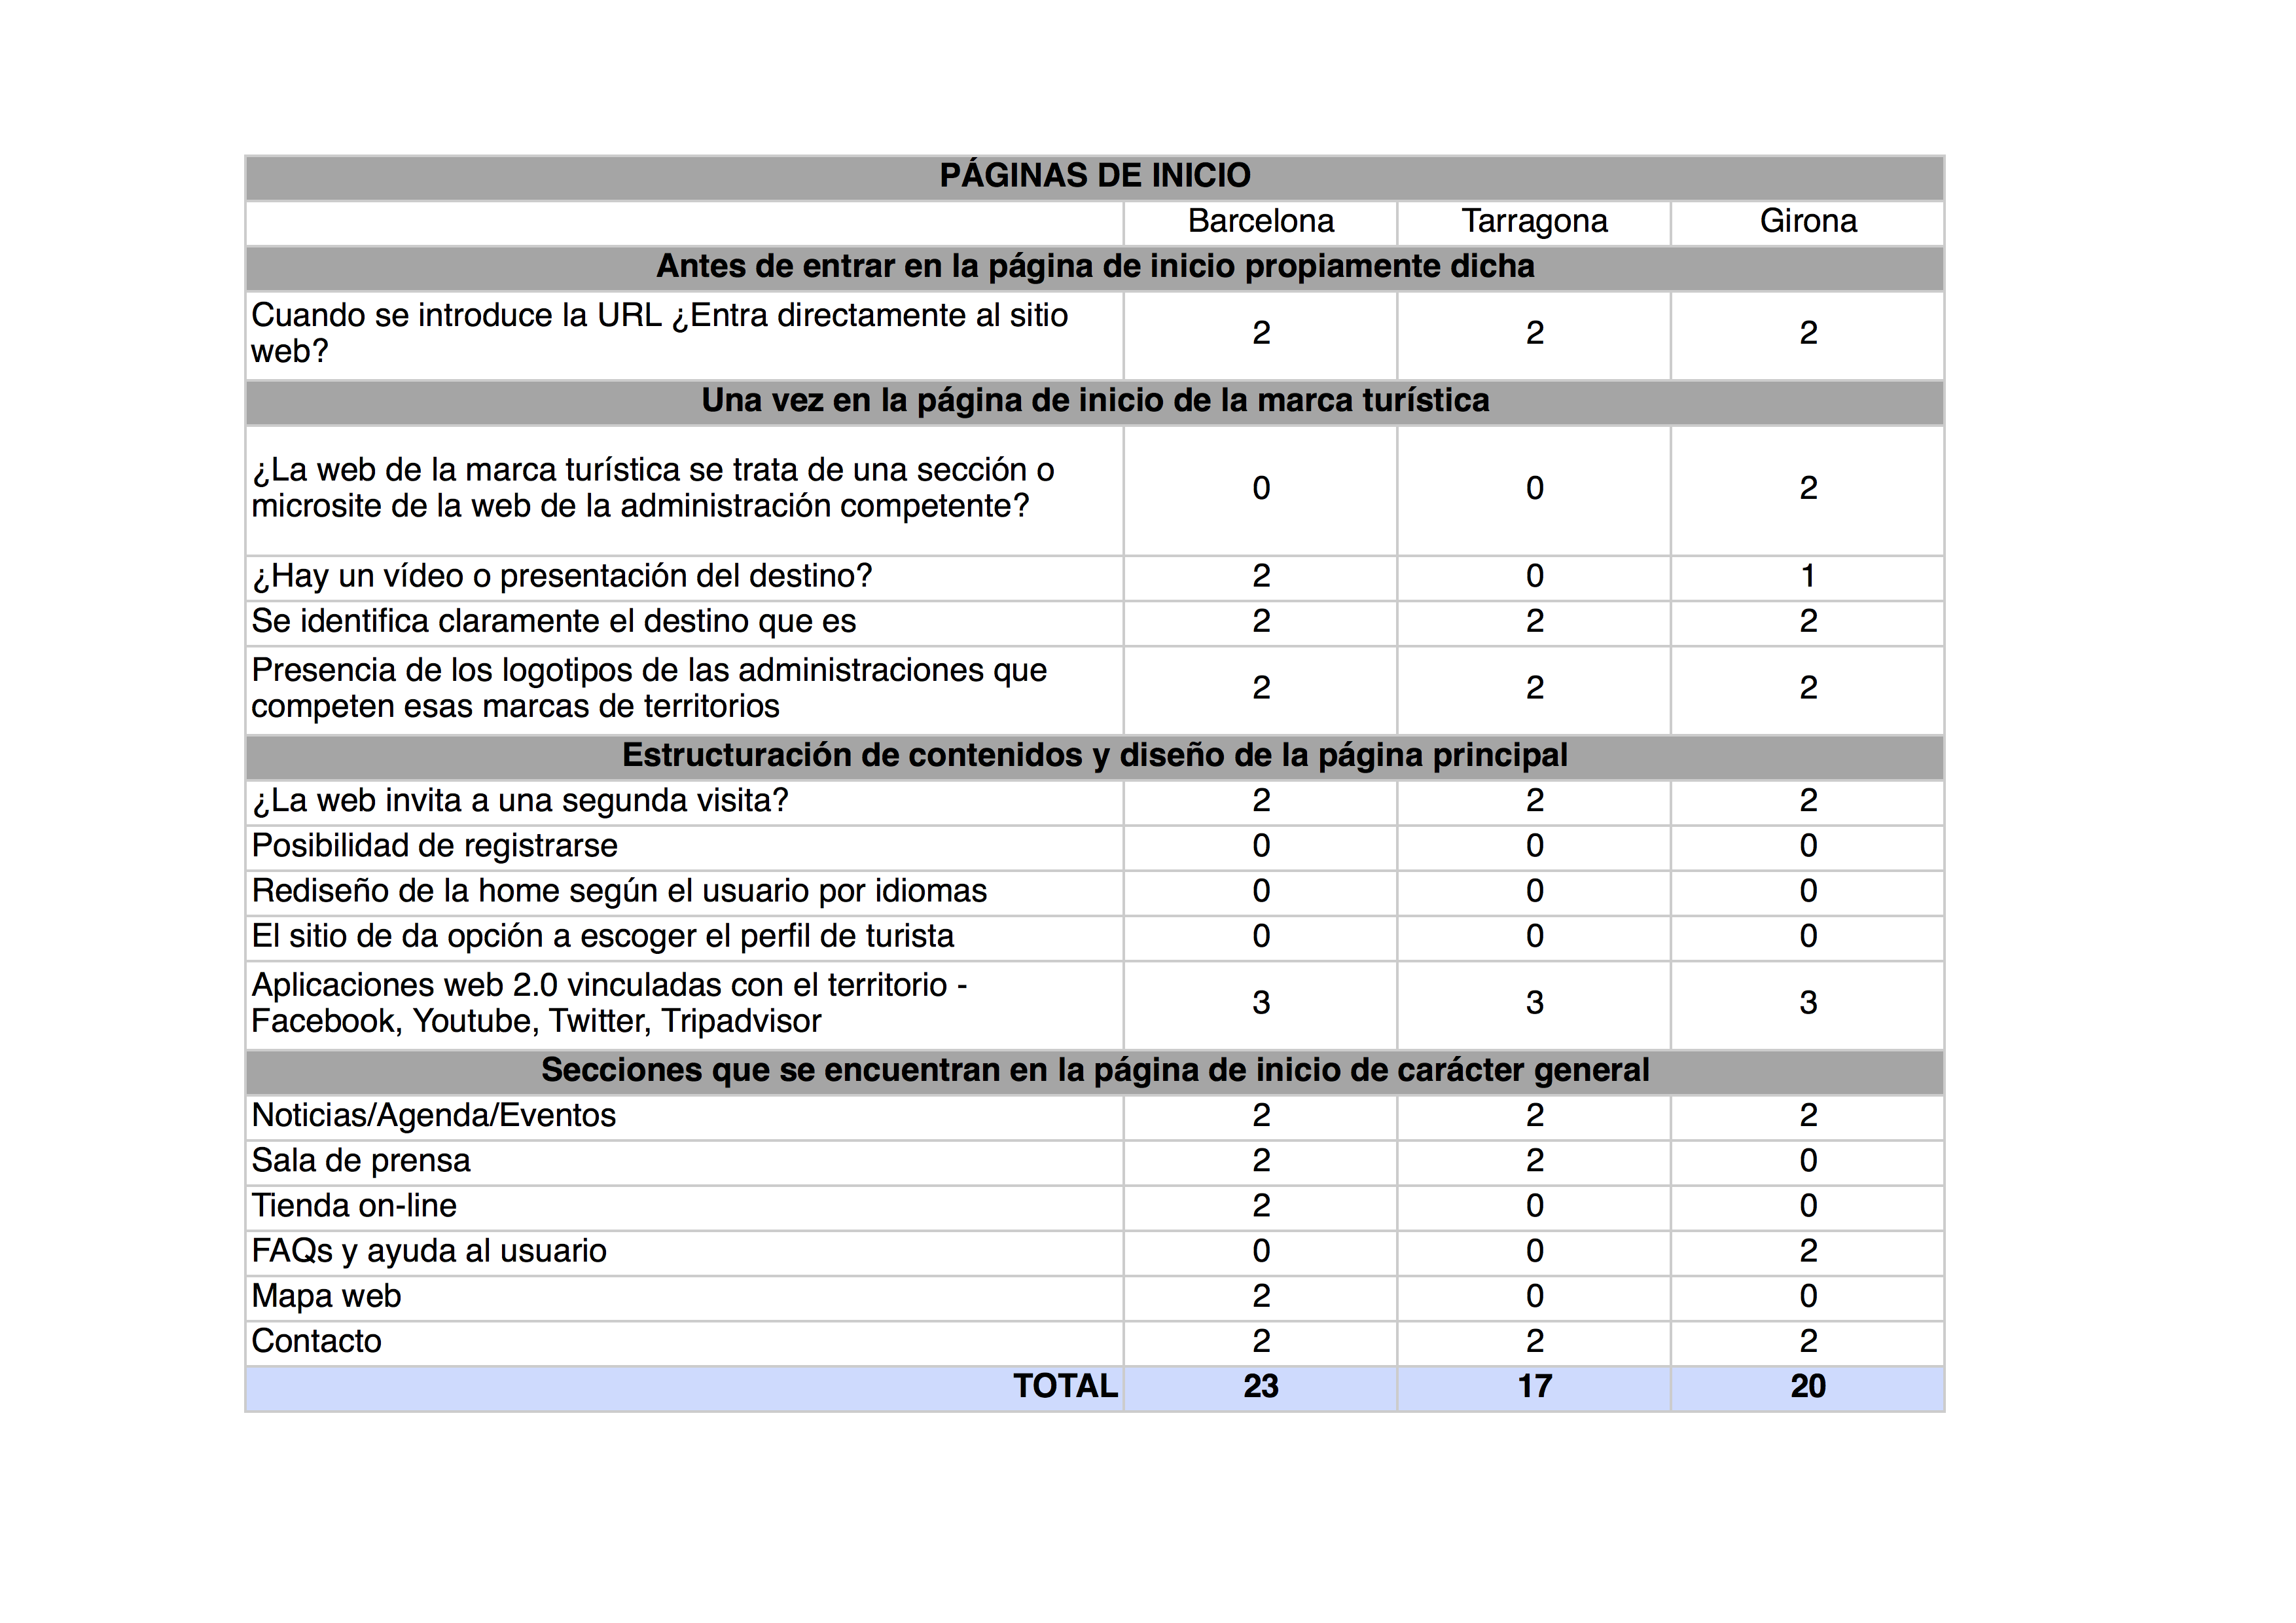 PÁGINAS DE INICIO
Barcelona Tarragona Girona
Antes de entrar en la página de inicio propiamente dicha
Cuando se introduce la URL ¿Entra directamente al sitio
web?
2 2 2
Una vez en la página de inicio de la marca turística
¿La web de la marca turística se trata de una sección o
microsite de la web de la administración competente?
0 0 2
¿Hay un vídeo o presentación del destino? 2 0 1
Se identifica claramente el destino que es 2 2 2
Presencia de los logotipos de las administraciones que
competen esas marcas de territorios
2 2 2
Estructuración de contenidos y diseño de la página principal
¿La web invita a una segunda visita? 2 2 2
Posibilidad de registrarse 0 0 0
Rediseño de la home según el usuario por idiomas 0 0 0
El sitio de da opción a escoger el perfil de turista 0 0 0
Aplicaciones web 2.0 vinculadas con el territorio -
Facebook, Youtube, Twitter, Tripadvisor
3 3 3
Secciones que se encuentran en la página de inicio de carácter general
Noticias/Agenda/Eventos 2 2 2
Sala de prensa 2 2 0
Tienda on-line 2 0 0
FAQs y ayuda al usuario 0 0 2
Mapa web 2 0 0
Contacto 2 2 2
TOTAL 23 17 20